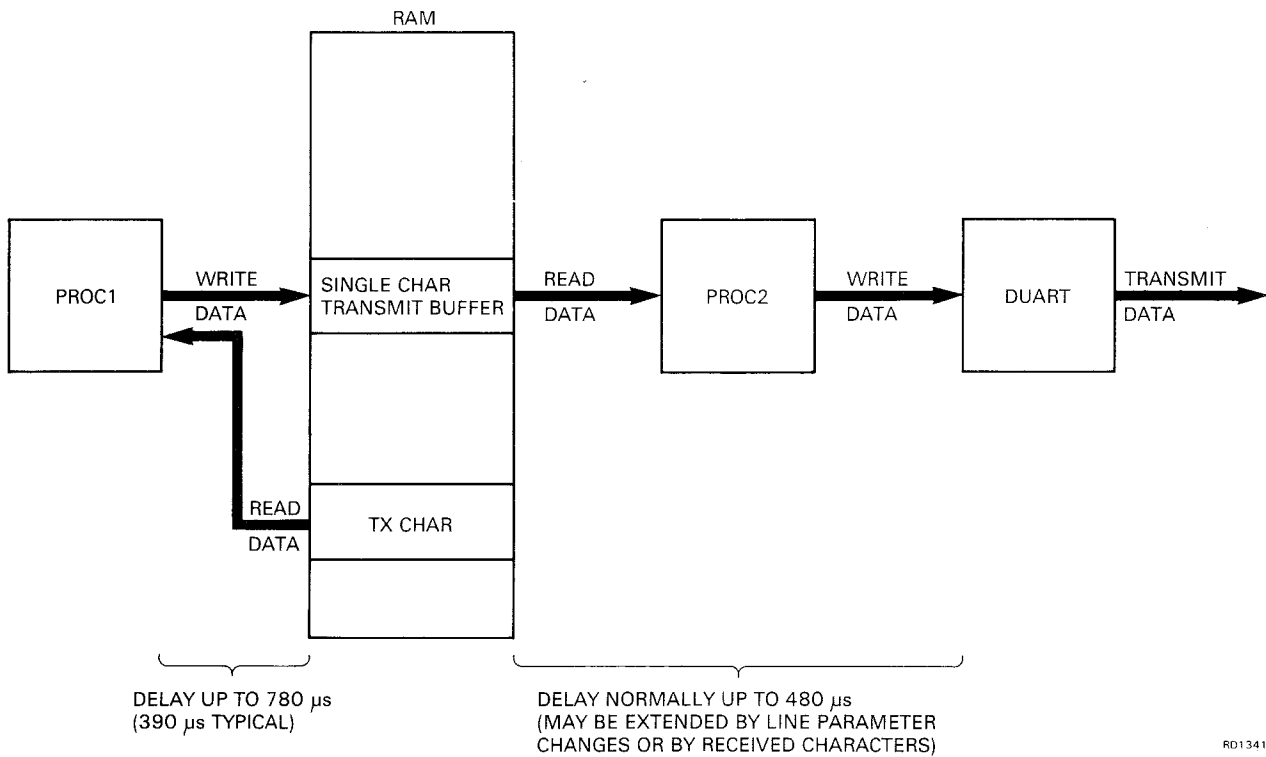 RAM
PROC1
WRITE
DATA
SINGLE CHAR
TRANSMIT BUFFER
READ
DATA
PROC2
WRITE
DATA
DUART
TRANSMIT
DATA
READ
DATA
TX CHAR
DELAY UP TO 780 μs
(390 μs TYPICAL)
DELAY NORMALLY UP TO 480 μs
(MAY BE EXTENDED BY LINE PARAMETER
CHANGES OR BY RECEIVED CHARACTERS)
RD1341